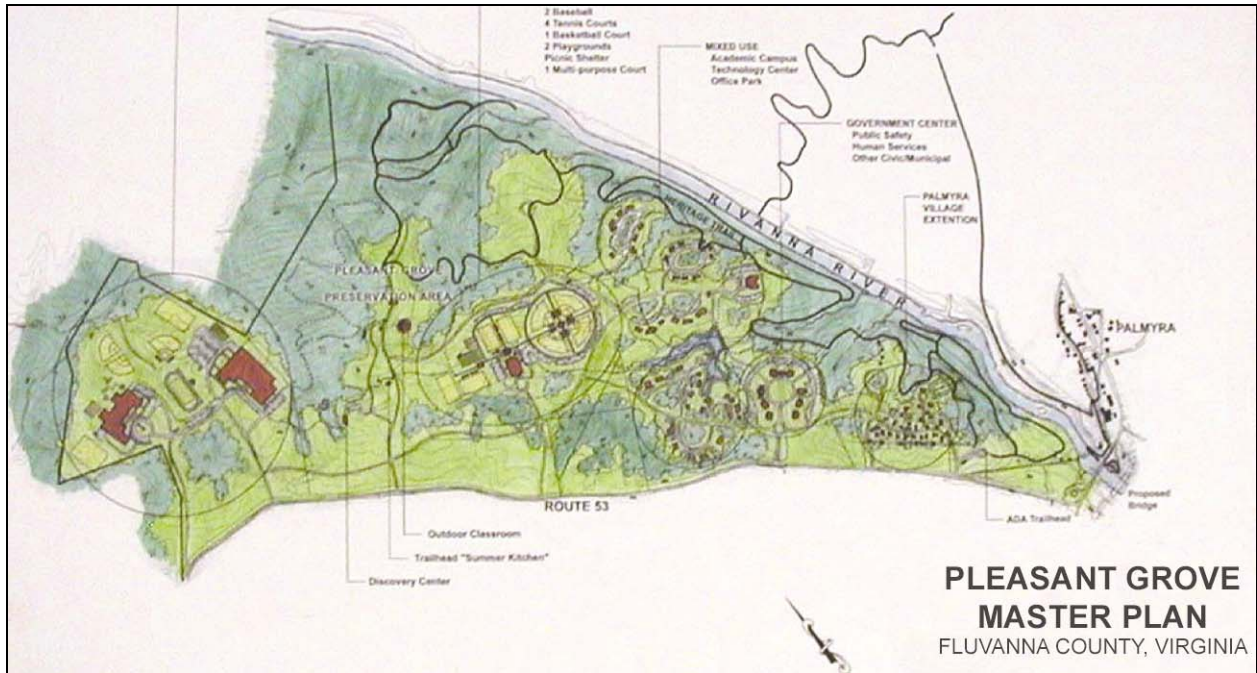 2 Baseball
4 Tennis Courts
1 Basketball Court
2 Playgrounds
Picnic Shelter
1 Multi-purpose Court
MIXED USE
Academic Campus
Technology Center
Office Park
GOVERNMENT CENTER
Public Safety
Human Services
Other Civic/Municipal
PALMYRA
VILLAGE
EXTENTION
RIVANNA RIVER
HERITAGE TRAIL
PLEASANT GROVE
PRESERVATION AREA
PALMYRA
ROUTE 53
Proposed
Bridge
ADA Trailhead
Outdoor Classroom
Trailhead "Summer Kitchen"
Discovery Center
PLEASANT GROVE
MASTER PLAN
FLUVANNA COUNTY, VIRGINIA